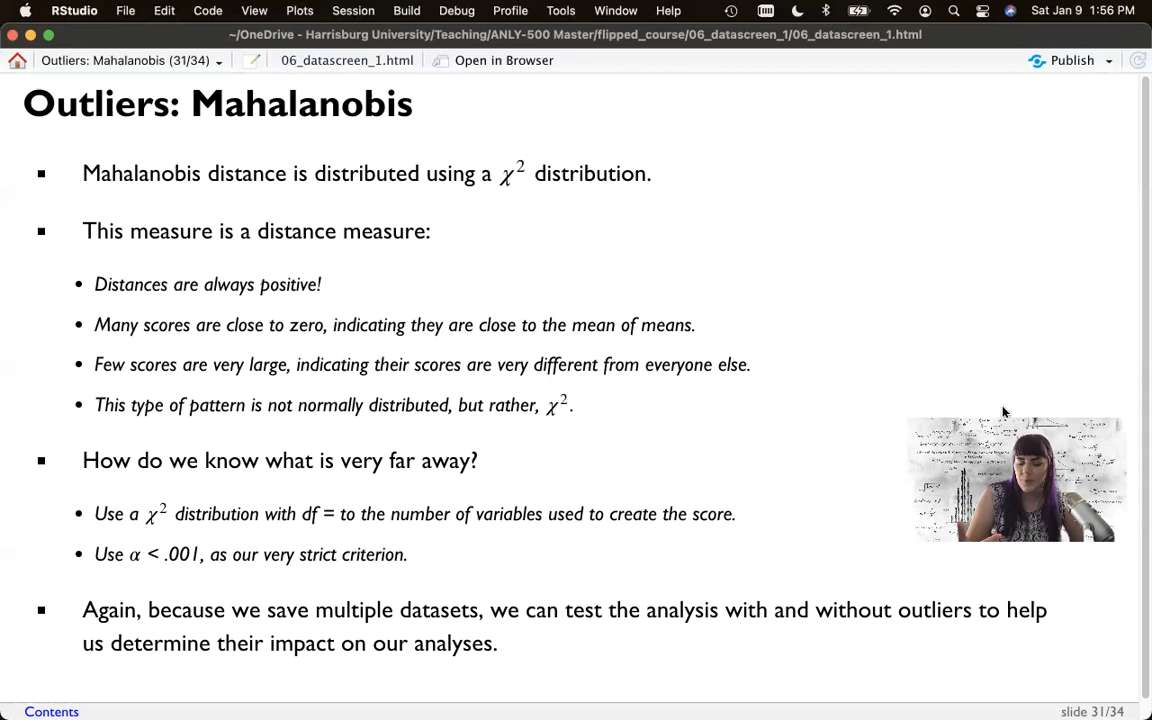 RStudio File Edit Code View Plots Session Build Debug Profile Tools Window Help Sat Jan 9 1:56 PM
~/OneDrive - Harrisburg University/Teaching/ANLY-500 Master/flipped_course/06_datascreen_1/06_datascreen_1.html
Outliers: Mahalanobis (31/34) 06_datascreen_1.html Open in Browser Publish
Outliers: Mahalanobis
▪ Mahalanobis distance is distributed using a χ² distribution.
▪ This measure is a distance measure:
• Distances are always positive!
• Many scores are close to zero, indicating they are close to the mean of means.
• Few scores are very large, indicating their scores are very different from everyone else.
• This type of pattern is not normally distributed, but rather, χ².
▪ How do we know what is very far away?
• Use a χ² distribution with df = to the number of variables used to create the score.
• Use α < .001, as our very strict criterion.
▪ Again, because we save multiple datasets, we can test the analysis with and without outliers to help
us determine their impact on our analyses.
Contents slide 31/34